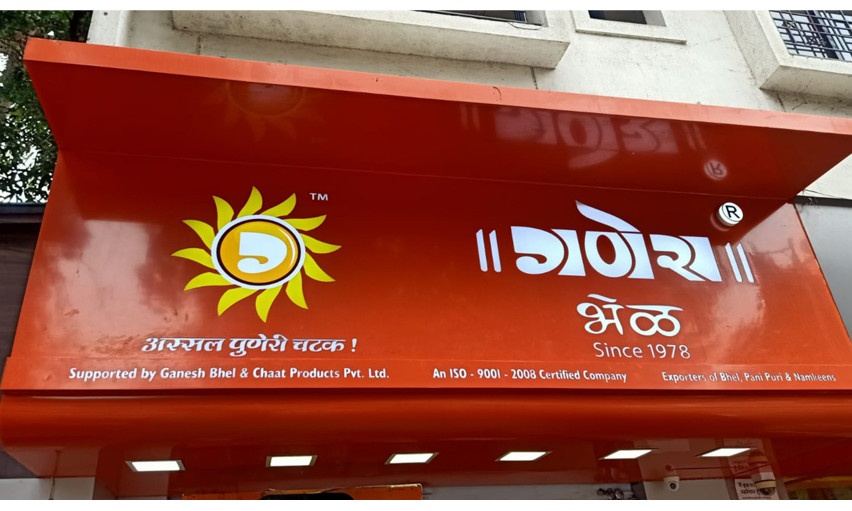 TM
॥ गणेश ॥ ®
भेळ
Since 1978
अस्सल पुणेरी चटक !
Supported by Ganesh Bhel & Chaat Products Pvt. Ltd.
An ISO - 9001 - 2008 Certified Company
Exporters of Bhel, Pani Puri & Namkeens